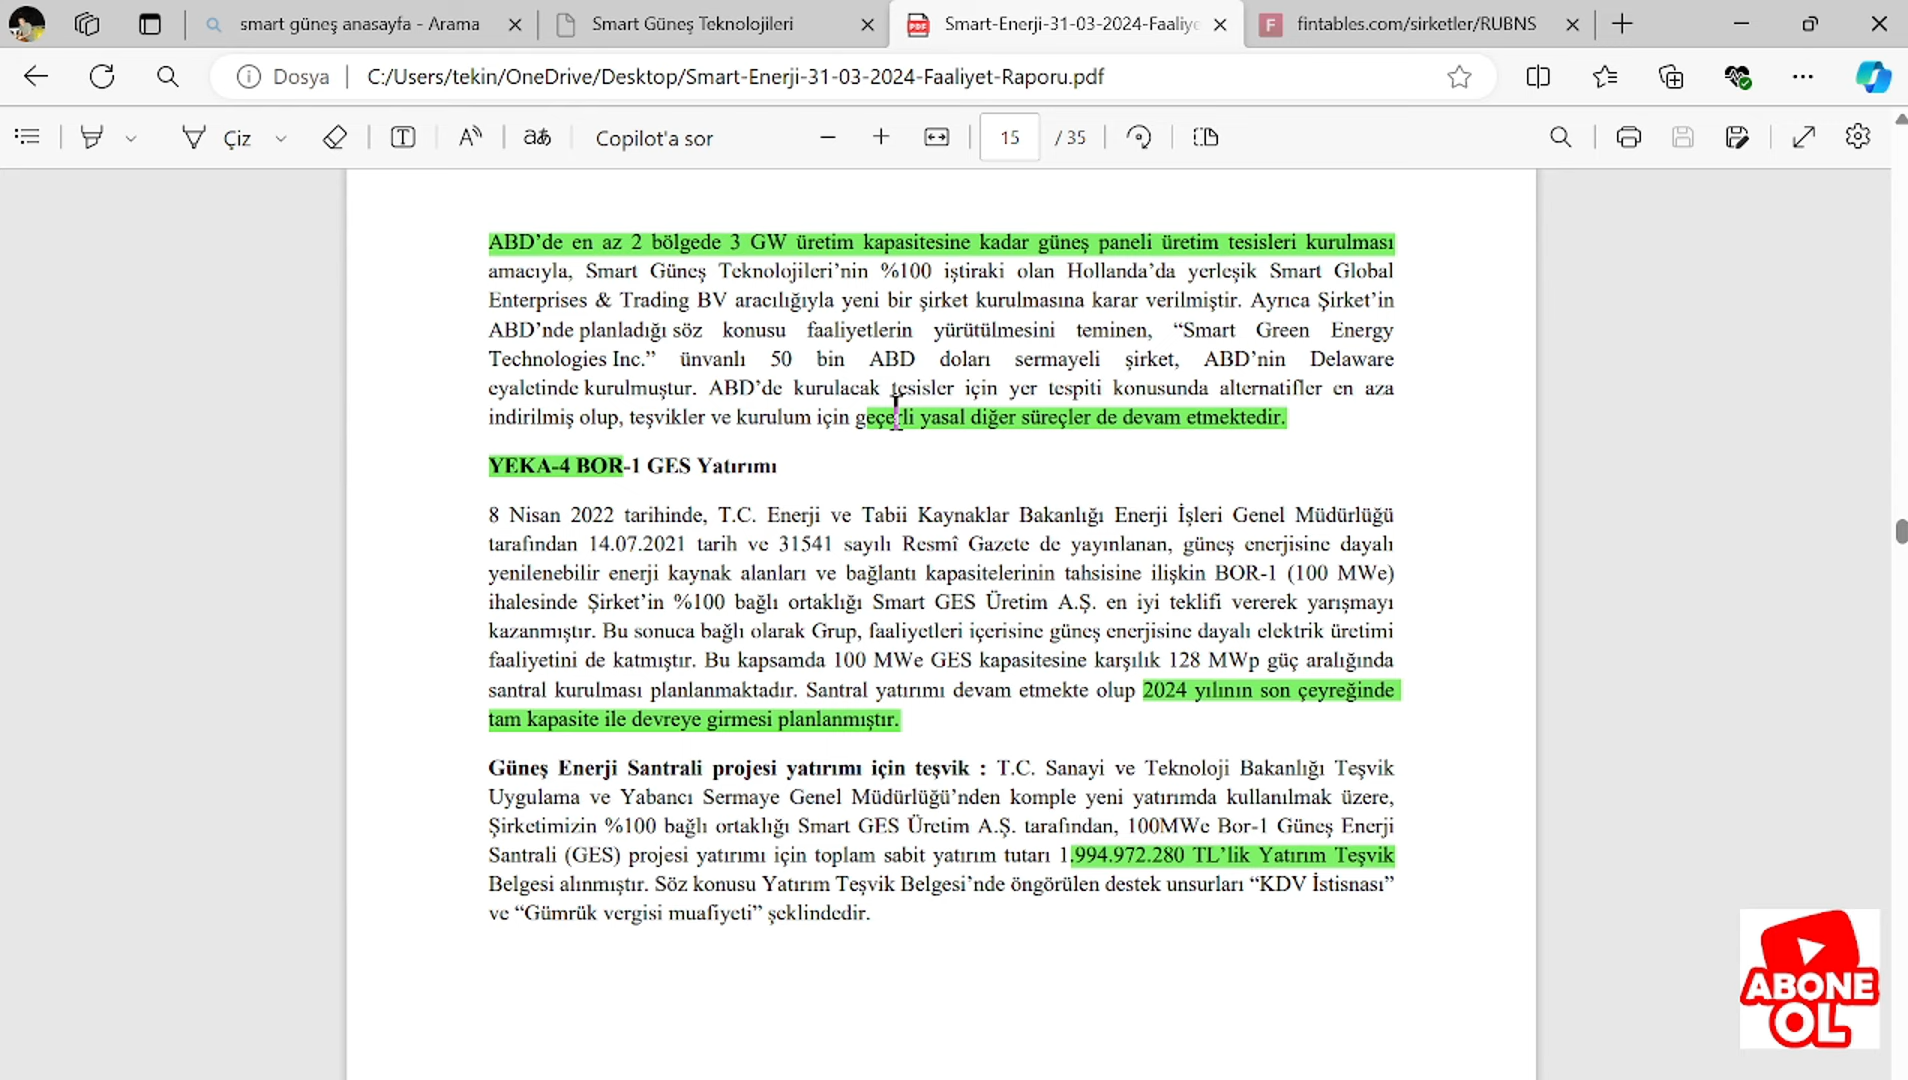 smart güneş anasayfa - Arama
Smart Güneş Teknolojileri
Smart-Enerji-31-03-2024-Faaliye
fintables.com/sirketler/RUBNS
Dosya
C:/Users/tekin/OneDrive/Desktop/Smart-Enerji-31-03-2024-Faaliyet-Raporu.pdf
Çiz
Copilot'a sor
15 / 35
ABD’de en az 2 bölgede 3 GW üretim kapasitesine kadar güneş paneli üretim tesisleri kurulması
amacıyla, Smart Güneş Teknolojileri’nin %100 iştiraki olan Hollanda’da yerleşik Smart Global
Enterprises & Trading BV aracılığıyla yeni bir şirket kurulmasına karar verilmiştir. Ayrıca Şirket’in
ABD’nde planladığı söz konusu faaliyetlerin yürütülmesini teminen, “Smart Green Energy
Technologies Inc.” ünvanlı 50 bin ABD doları sermayeli şirket, ABD’nin Delaware
eyaletinde kurulmuştur. ABD’de kurulacak tesisler için yer tespiti konusunda alternatifler en aza
indirilmiş olup, teşvikler ve kurulum için geçerli yasal diğer süreçler de devam etmektedir.
YEKA-4 BOR-1 GES Yatırımı
8 Nisan 2022 tarihinde, T.C. Enerji ve Tabii Kaynaklar Bakanlığı Enerji İşleri Genel Müdürlüğü
tarafından 14.07.2021 tarih ve 31541 sayılı Resmî Gazete de yayınlanan, güneş enerjisine dayalı
yenilenebilir enerji kaynak alanları ve bağlantı kapasitelerinin tahsisine ilişkin BOR-1 (100 MWe)
ihalesinde Şirket’in %100 bağlı ortaklığı Smart GES Üretim A.Ş. en iyi teklifi vererek yarışmayı
kazanmıştır. Bu sonuca bağlı olarak Grup, faaliyetleri içerisine güneş enerjisine dayalı elektrik üretimi
faaliyetini de katmıştır. Bu kapsamda 100 MWe GES kapasitesine karşılık 128 MWp güç aralığında
santral kurulması planlanmaktadır. Santral yatırımı devam etmekte olup 2024 yılının son çeyreğinde
tam kapasite ile devreye girmesi planlanmıştır.
Güneş Enerji Santrali projesi yatırımı için teşvik : T.C. Sanayi ve Teknoloji Bakanlığı Teşvik
Uygulama ve Yabancı Sermaye Genel Müdürlüğü’nden komple yeni yatırımda kullanılmak üzere,
Şirketimizin %100 bağlı ortaklığı Smart GES Üretim A.Ş. tarafından, 100MWe Bor-1 Güneş Enerji
Santrali (GES) projesi yatırımı için toplam sabit yatırım tutarı 1.994.972.280 TL’lik Yatırım Teşvik
Belgesi alınmıştır. Söz konusu Yatırım Teşvik Belgesi’nde öngörülen destek unsurları “KDV İstisnası”
ve “Gümrük vergisi muafiyeti” şeklindedir.
ABONE
OL